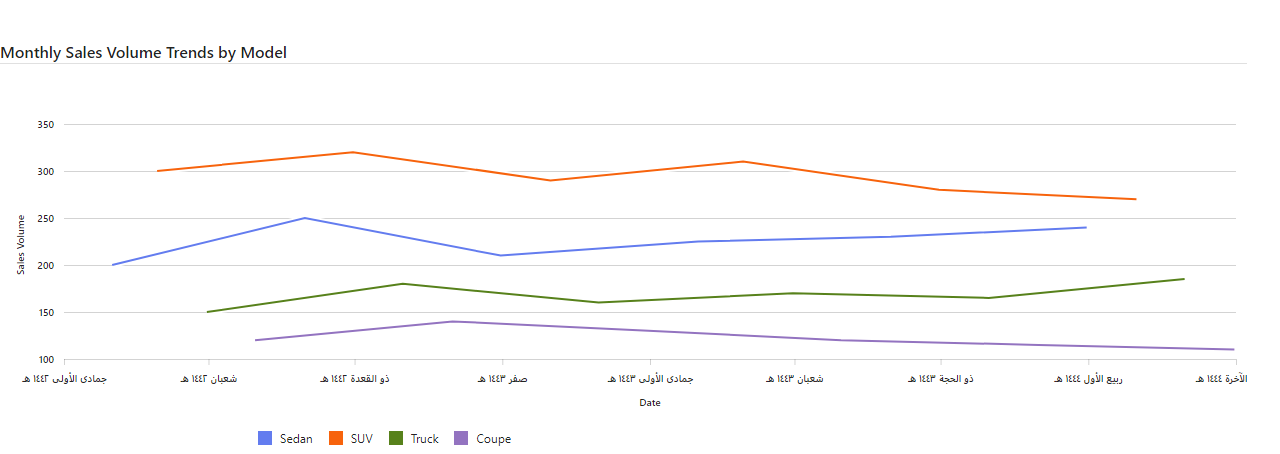 Monthly Sales Volume Trends by Model
350
300
250
200
150
100
Sales Volume
جمادى الأولى ١٤٤٢ هـ
شعبان ١٤٤٢ هـ
ذو القعدة ١٤٤٢ هـ
صفر ١٤٤٣ هـ
جمادى الأولى ١٤٤٣ هـ
شعبان ١٤٤٣ هـ
ذو الحجة ١٤٤٣ هـ
ربيع الأول ١٤٤٤ هـ
الآخرة ١٤٤٤ هـ
Date
Sedan
SUV
Truck
Coupe